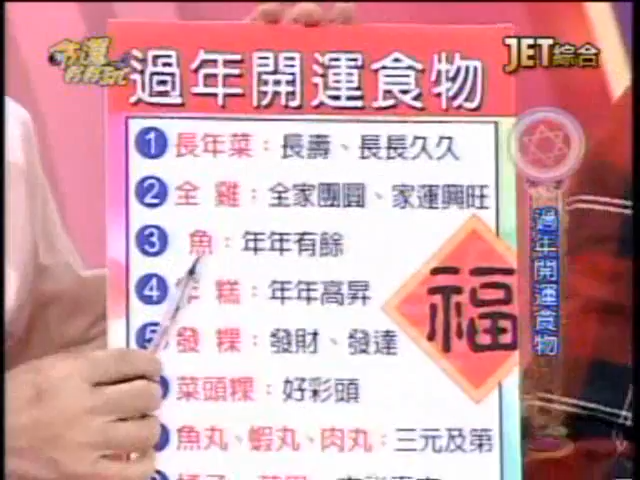 JET綜合
過年開運食物
1 長年菜：長壽、長長久久
2 全雞：全家團圓、家運興旺
3 魚：年年有餘
4 年糕：年年高昇
5 發粿：發財、發達
菜頭粿：好彩頭
魚丸、蝦丸、肉丸：三元及第
福
過年開運食物